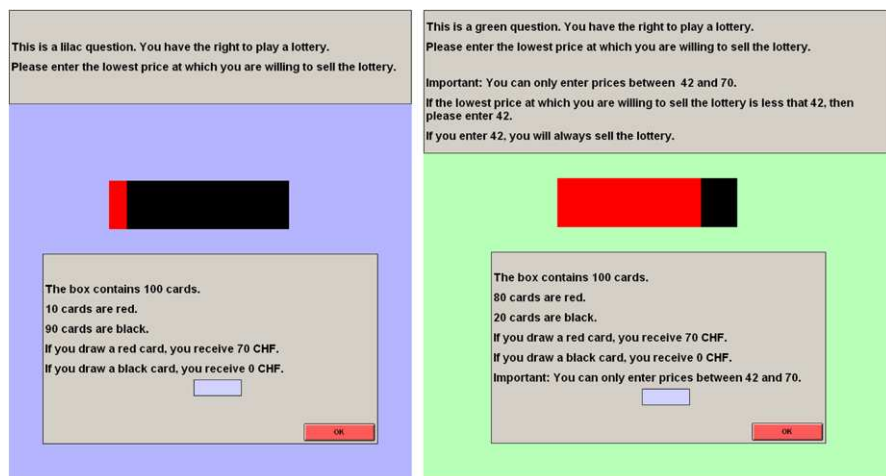 This is a lilac question. You have the right to play a lottery.
Please enter the lowest price at which you are willing to sell the lottery.
The box contains 100 cards.
10 cards are red.
90 cards are black.
If you draw a red card, you receive 70 CHF.
If you draw a black card, you receive 0 CHF.
OK
This is a green question. You have the right to play a lottery.
Please enter the lowest price at which you are willing to sell the lottery.
Important: You can only enter prices between 42 and 70.
If the lowest price at which you are willing to sell the lottery is less that 42, then
please enter 42.
If you enter 42, you will always sell the lottery.
The box contains 100 cards.
80 cards are red.
20 cards are black.
If you draw a red card, you receive 70 CHF.
If you draw a black card, you receive 0 CHF.
Important: You can only enter prices between 42 and 70.
OK